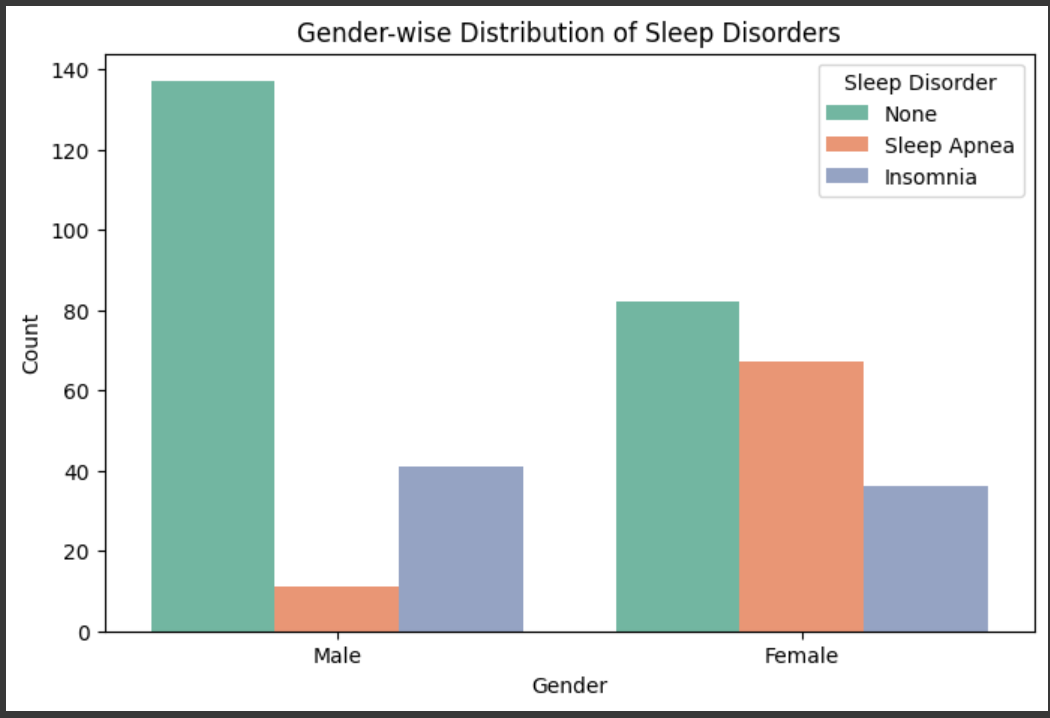 Gender-wise Distribution of Sleep Disorders
140
120
100
80
60
40
20
0
Count
Sleep Disorder
None
Sleep Apnea
Insomnia
Male
Female
Gender